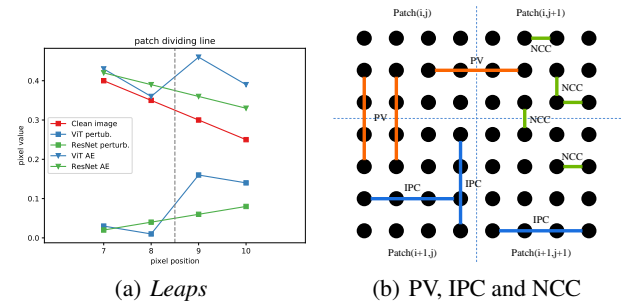 patch dividing line
pixel value
0.4
0.3
0.2
0.1
0.0
Clean image
ViT pertub.
ResNet perturb.
ViT AE
ResNet AE
7
8
9
10
pixel position
(a) Leaps
Patch(i,j)
Patch(i,j+1)
NCC
PV
NCC
PV
NCC
NCC
IPC
IPC
IPC
Patch(i+1,j)
Patch(i+1,j+1)
(b) PV, IPC and NCC